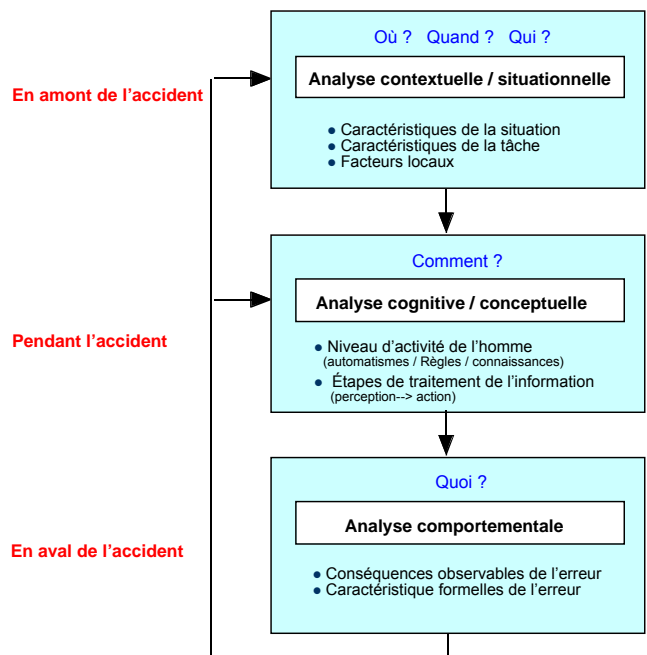 Où ? Quand ? Qui ?
En amont de l'accident
Analyse contextuelle / situationnelle
● Caractéristiques de la situation
● Caractéristiques de la tâche
● Facteurs locaux
Comment ?
Analyse cognitive / conceptuelle
Pendant l'accident
● Niveau d'activité de l'homme
(automatismes / Règles / connaissances)
● Étapes de traitement de l'information
(perception--> action)
Quoi ?
Analyse comportementale
En aval de l'accident
● Conséquences observables de l'erreur
● Caractéristique formelles de l'erreur